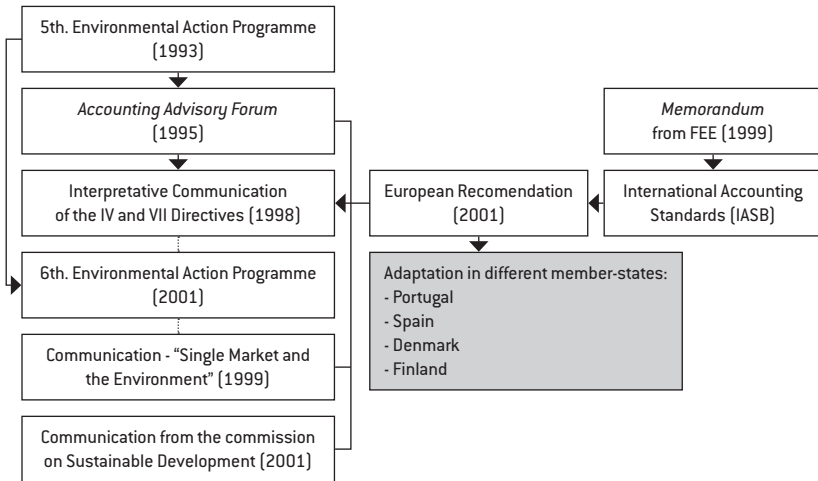 5th. Environmental Action Programme
(1993)
Accounting Advisory Forum
(1995)
Memorandum
from FEE (1999)
Interpretative Communication
of the IV and VII Directives (1998)
European Recomendation
(2001)
International Accounting
Standards (IASB)
6th. Environmental Action Programme
(2001)
Adaptation in different member-states:
- Portugal
- Spain
- Denmark
- Finland
Communication - “Single Market and
the Environment” (1999)
Communication from the commission
on Sustainable Development (2001)